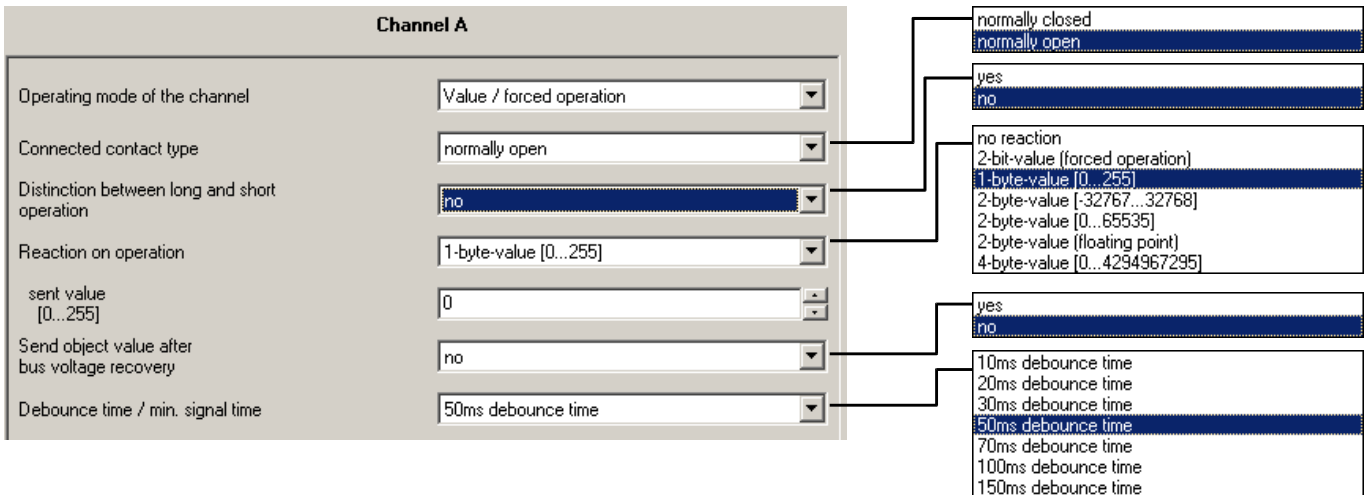 Channel A
Operating mode of the channel
Value / forced operation
Connected contact type
normally open
Distinction between long and short
operation
no
Reaction on operation
1-byte-value [0...255]
sent value
[0...255]
0
Send object value after
bus voltage recovery
no
Debounce time / min. signal time
50ms debounce time
normally closed
normally open
yes
no
no reaction
2-bit-value (forced operation)
1-byte-value [0...255]
2-byte-value [-32767...32768]
2-byte-value [0...65535]
2-byte-value (floating point)
4-byte-value [0...4294967295]
yes
no
10ms debounce time
20ms debounce time
30ms debounce time
50ms debounce time
70ms debounce time
100ms debounce time
150ms debounce time